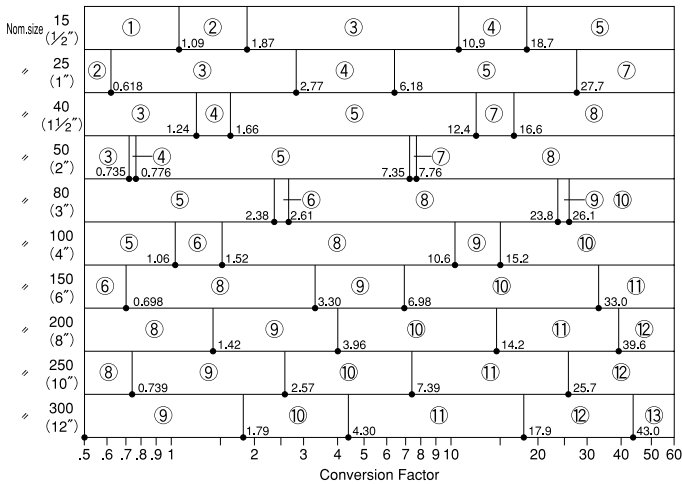 Nom.size 15 ① ② ③ ④ ⑤
(1/2″) 1.09 1.87 10.9 18.7
〃 25 ② ③ ④ ⑤ ⑦
(1″) 0.618 2.77 6.18 27.7
〃 40 ③ ④ ⑤ ⑦ ⑧
(11/2″) 1.24 1.66 12.4 16.6
〃 50 ③ ④ ⑤ ⑦ ⑧
(2″) 0.735 0.776 7.35 7.76
〃 80 ⑤ ⑥ ⑧ ⑨ ⑩
(3″) 2.38 2.61 23.8 26.1
〃 100 ⑤ ⑥ ⑧ ⑨ ⑩
(4″) 1.06 1.52 10.6 15.2
〃 150 ⑥ ⑧ ⑨ ⑩ ⑪
(6″) 0.698 3.30 6.98 33.0
〃 200 ⑧ ⑨ ⑩ ⑪ ⑫
(8″) 1.42 3.96 14.2 39.6
〃 250 ⑧ ⑨ ⑩ ⑪ ⑫
(10″) 0.739 2.57 7.39 25.7
〃 300 ⑨ ⑩ ⑪ ⑫ ⑬
(12″) 1.79 4.30 17.9 43.0
.5 .6 .7 .8 .9 1 2 3 4 5 6 7 8 9 10 20 30 40 50 60
Conversion Factor